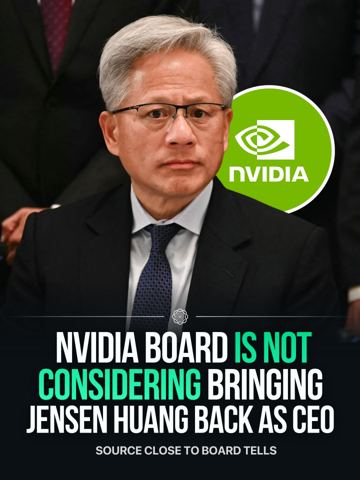 nVIDIA
NVIDIA BOARD IS NOT
CONSIDERING BRINGING
JENSEN HUANG BACK AS CEO
SOURCE CLOSE TO BOARD TELLS